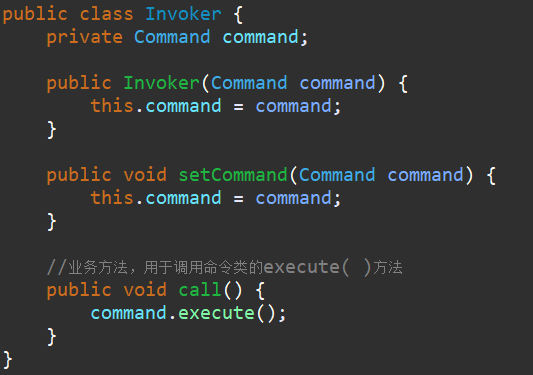 public class Invoker {
    private Command command;

    public Invoker(Command command) {
        this.command = command;
    }

    public void setCommand(Command command) {
        this.command = command;
    }

    //业务方法，用于调用命令类的execute( )方法
    public void call() {
        command.execute();
    }
}